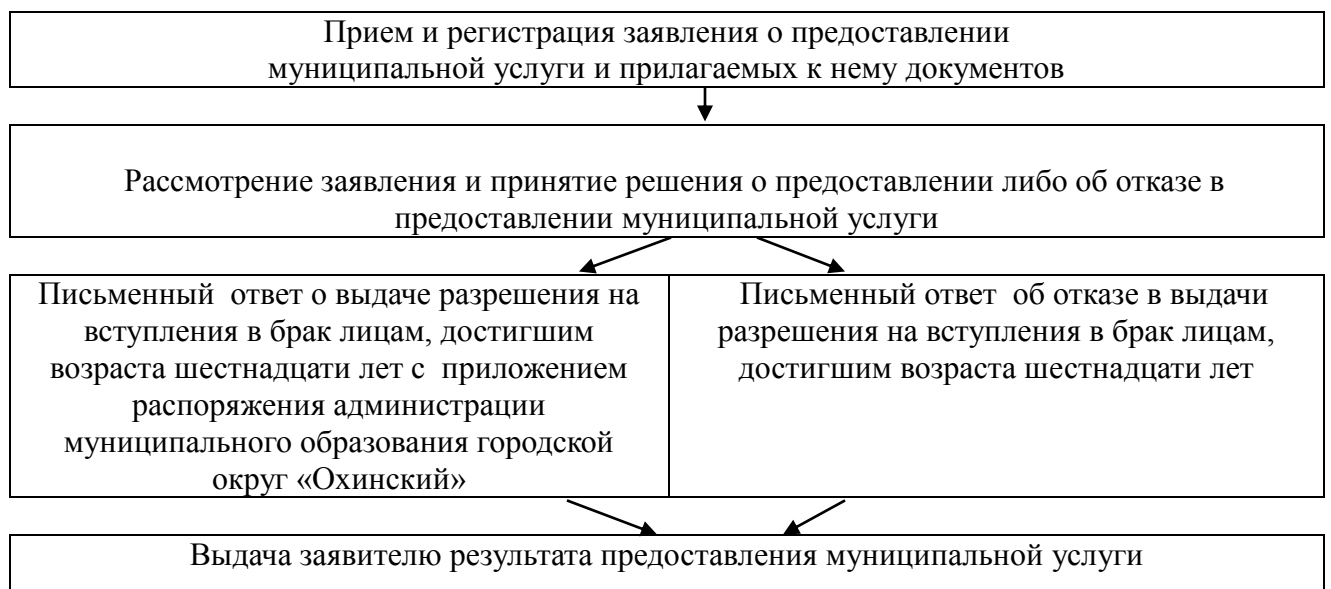 Прием и регистрация заявления о предоставлении
муниципальной услуги и прилагаемых к нему документов
Рассмотрение заявления и принятие решения о предоставлении либо об отказе в
предоставлении муниципальной услуги
Письменный ответ о выдаче разрешения на
вступления в брак лицам, достигшим
возраста шестнадцати лет с приложением
распоряжения администрации
муниципального образования городской
округ «Охинский»
Письменный ответ об отказе в выдачи
разрешения на вступления в брак лицам,
достигшим возраста шестнадцати лет
Выдача заявителю результата предоставления муниципальной услуги